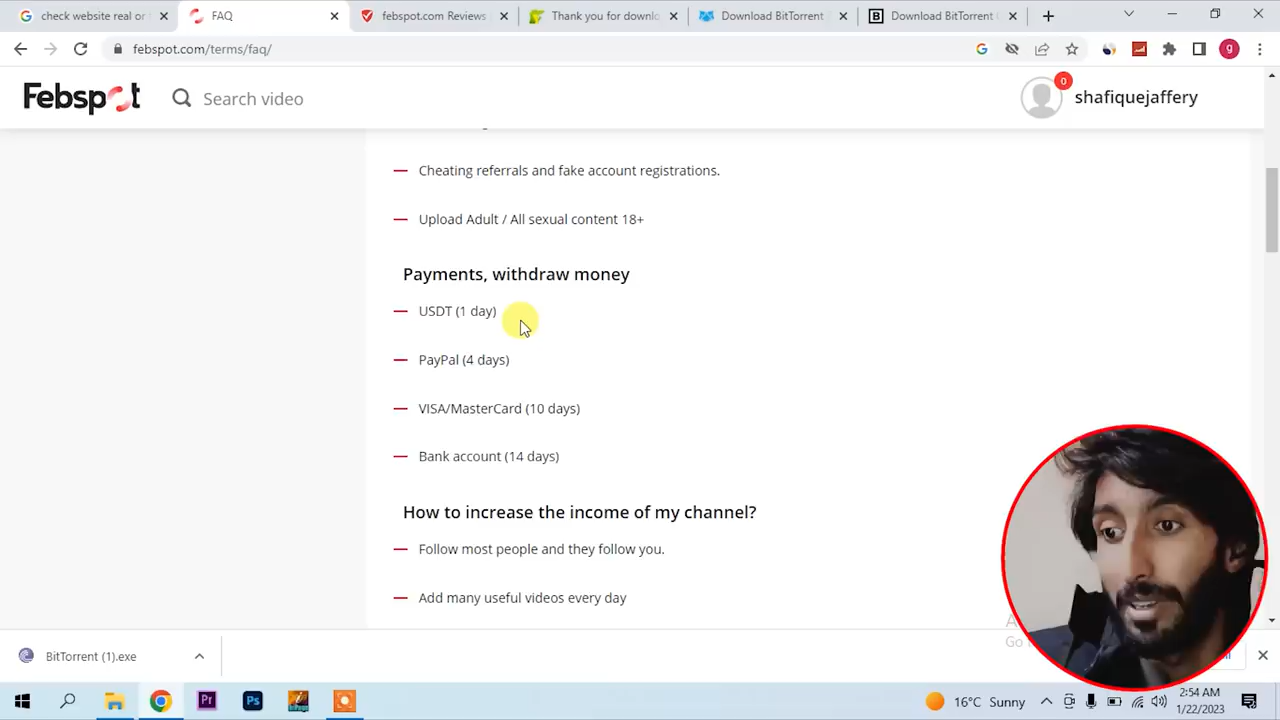 check website real or
FAQ
febspot.com Reviews
Thank you for downlo
Download BitTorrent
Download BitTorrent
febspot.com/terms/faq/
g
Febspot
Search video
0
shafiquejaffery
Cheating referrals and fake account registrations.
Upload Adult / All sexual content 18+
Payments, withdraw money
USDT (1 day)
PayPal (4 days)
VISA/MasterCard (10 days)
Bank account (14 days)
How to increase the income of my channel?
Follow most people and they follow you.
Add many useful videos every day
Go
BitTorrent (1).exe
Pr
Ps
16°C Sunny
2:54 AM
1/22/2023